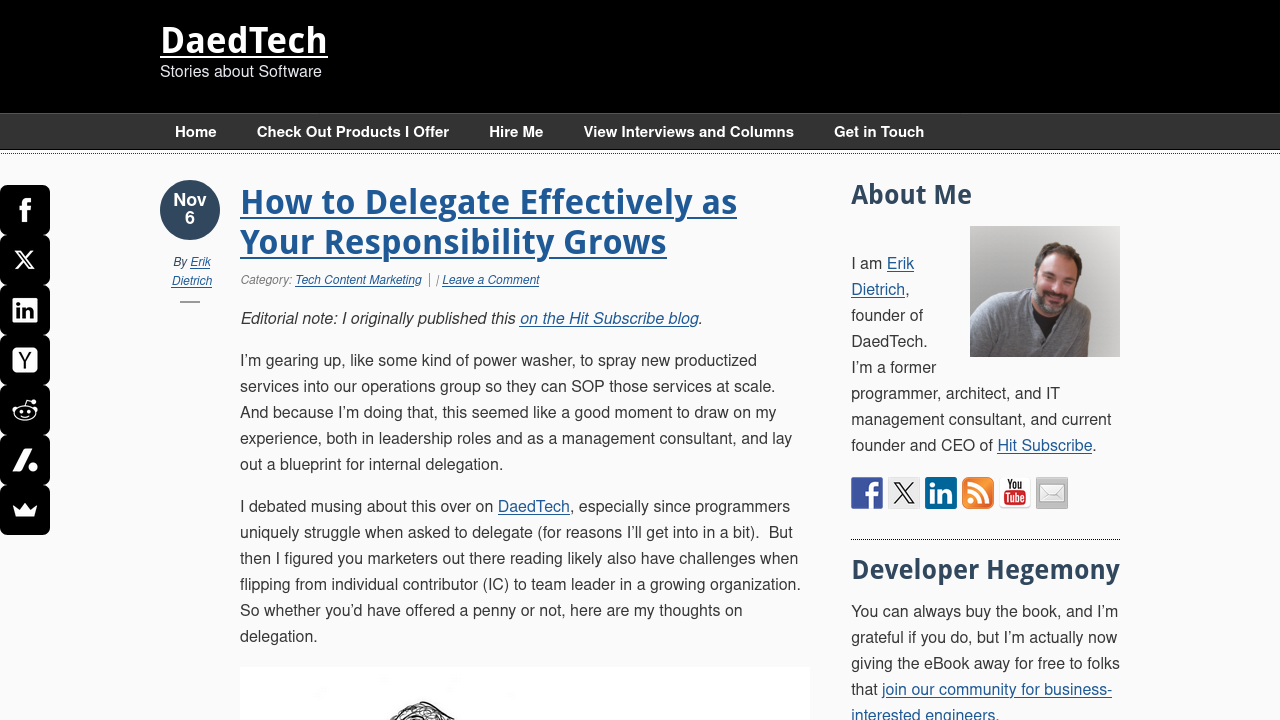 DaedTech
Stories about Software
Home
Check Out Products I Offer
Hire Me
View Interviews and Columns
Get in Touch
Nov
6
By Erik
Dietrich
How to Delegate Effectively as
Your Responsibility Grows
Category: Tech Content Marketing | | Leave a Comment
Editorial note: I originally published this on the Hit Subscribe blog.
I’m gearing up, like some kind of power washer, to spray new productized
services into our operations group so they can SOP those services at scale.
And because I’m doing that, this seemed like a good moment to draw on my
experience, both in leadership roles and as a management consultant, and lay
out a blueprint for internal delegation.
I debated musing about this over on DaedTech, especially since programmers
uniquely struggle when asked to delegate (for reasons I’ll get into in a bit).  But
then I figured you marketers out there reading likely also have challenges when
flipping from individual contributor (IC) to team leader in a growing organization.
So whether you’d have offered a penny or not, here are my thoughts on
delegation.
About Me
I am Erik
Dietrich,
founder of
DaedTech.
I’m a former
programmer, architect, and IT
management consultant, and current
founder and CEO of Hit Subscribe.
You
Tube
Developer Hegemony
You can always buy the book, and I’m
grateful if you do, but I’m actually now
giving the eBook away for free to folks
that join our community for business-
interested engineers.